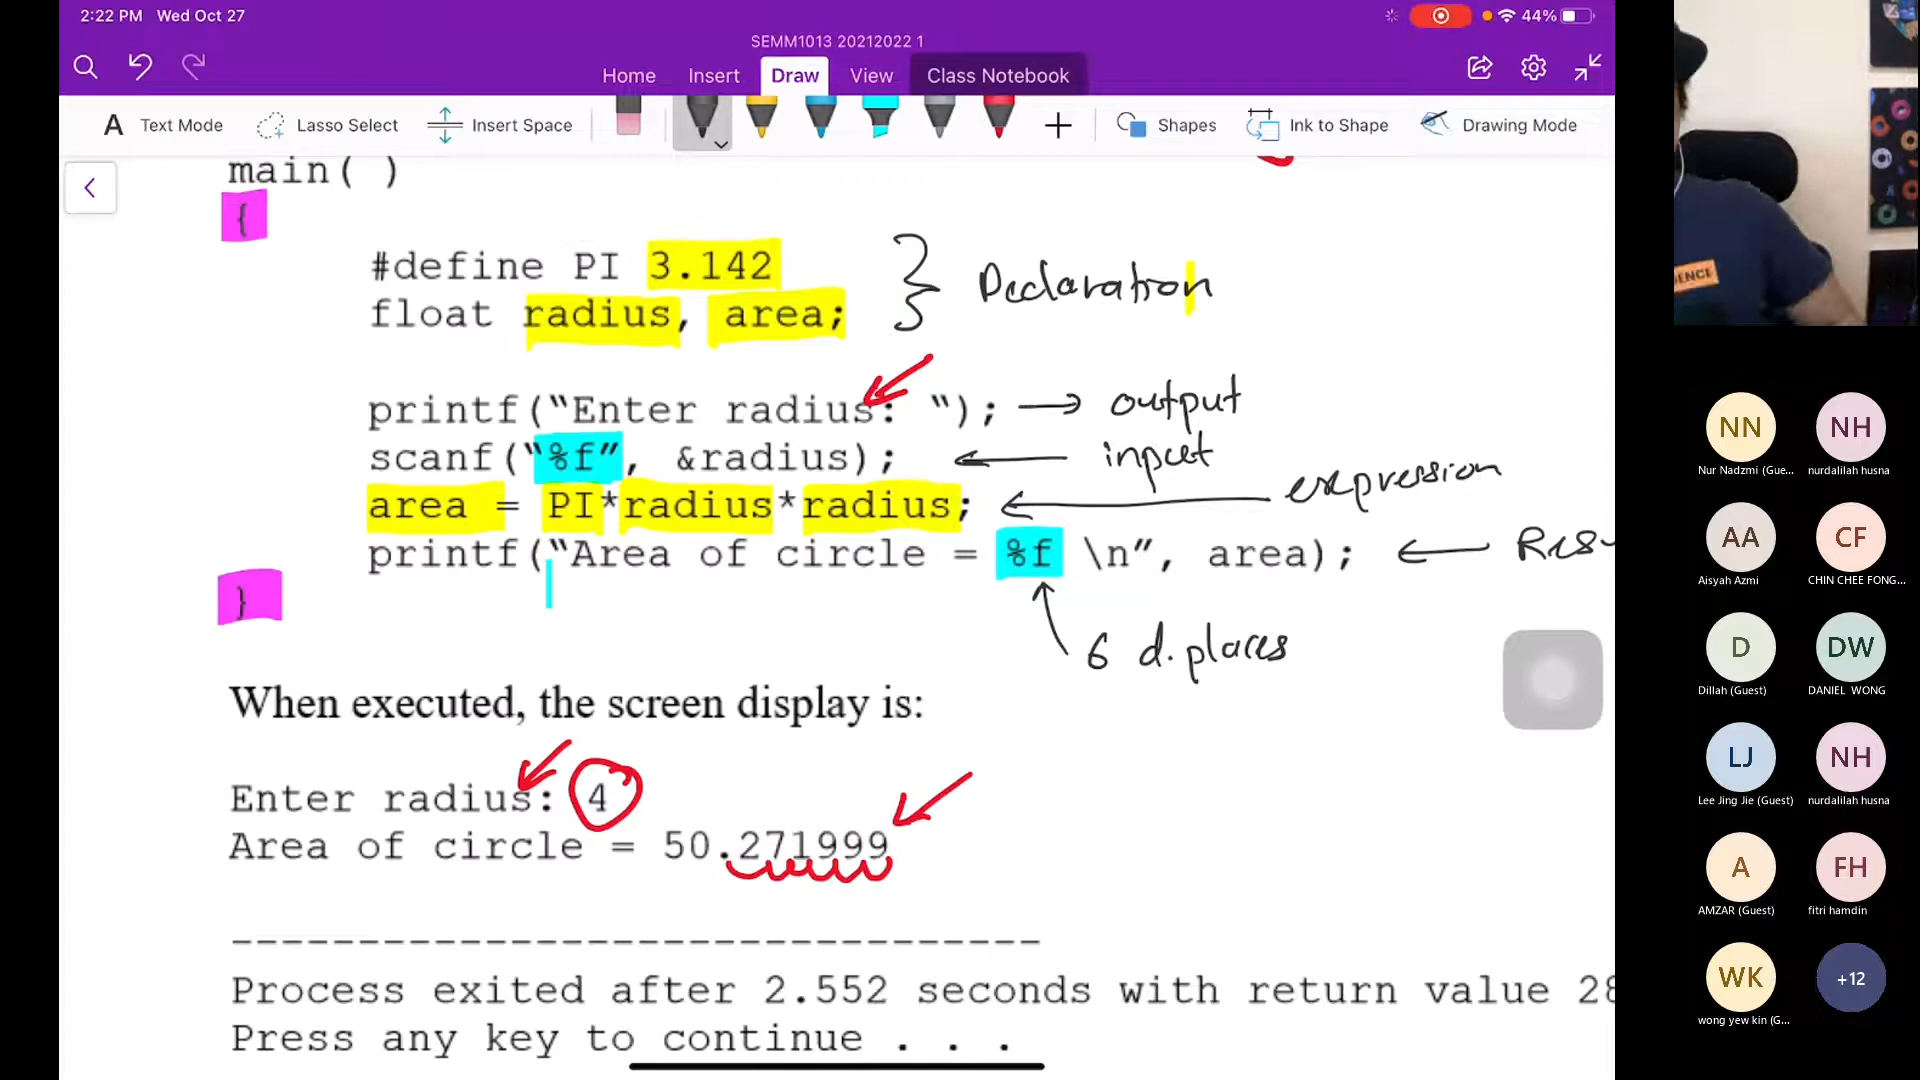 2:22 PM Wed Oct 27
44%
SEMM1013 20212022 1
Home Insert Draw View Class Notebook
A Text Mode Lasso Select Insert Space Shapes Ink to Shape Drawing Mode
main( )
{
#define PI 3.142
float radius, area;
} Declaration
printf(“Enter radius: “); → output
scanf(“%f”, &radius); ← input
area = PI*radius*radius; ← expression
printf(“Area of circle = %f \n”, area); ←
}
6 d.places
When executed, the screen display is:
Enter radius: 4
Area of circle = 50.271999
---------------------------------
Process exited after 2.552 seconds with return value 28
Press any key to continue . . .
ENCE
NN NH
Nur Nadzmi (Gue... nurdalilah husna
AA CF
Aisyah Azmi CHIN CHEE FONG...
D DW
Dillah (Guest) DANIEL WONG
LJ NH
Lee Jing Jie (Guest) nurdalilah husna
A FH
AMZAR (Guest) fitri hamdin
WK +12
wong yew kin (G...